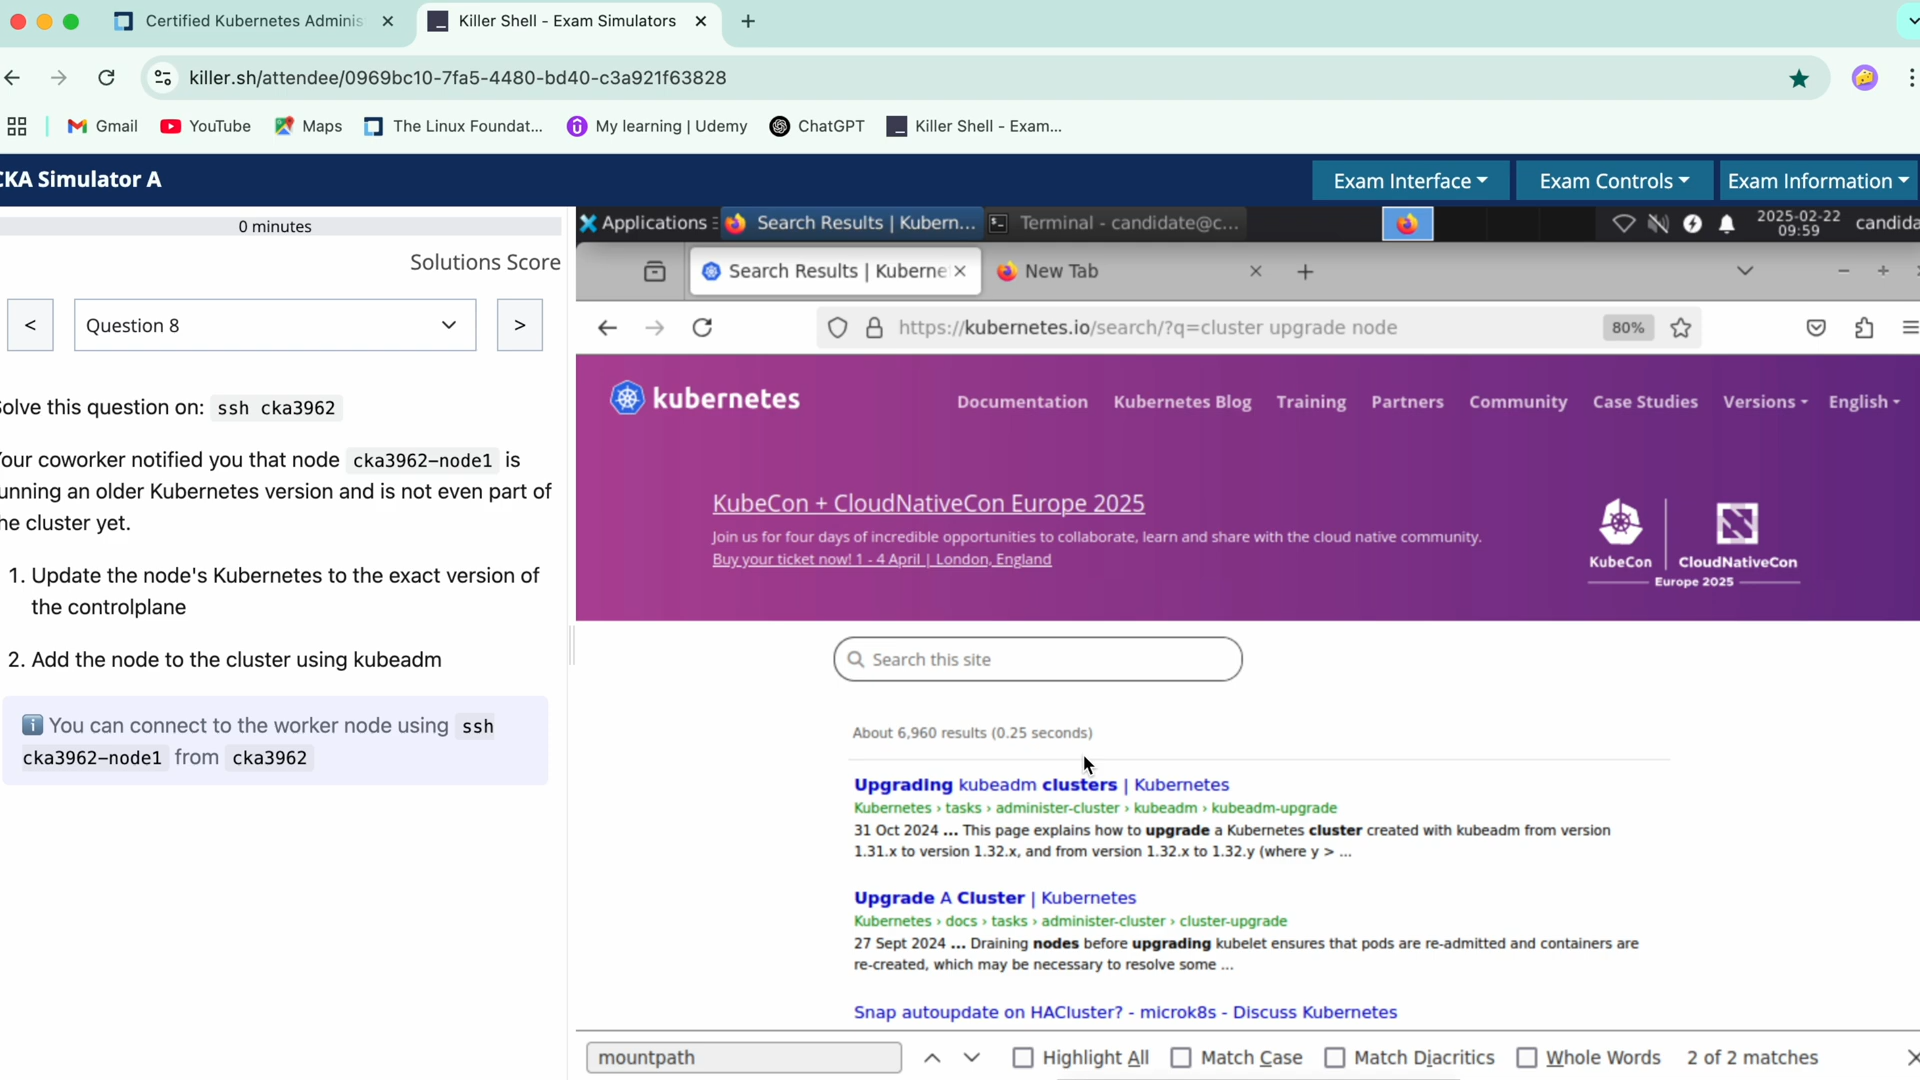 Certified Kubernetes Adminis
Killer Shell - Exam Simulators
killer.sh/attendee/0969bc10-7fa5-4480-bd40-c3a921f63828
Gmail
YouTube
Maps
The Linux Foundat...
My learning | Udemy
ChatGPT
Killer Shell - Exam...
CKA Simulator A
Exam Interface
Exam Controls
Exam Information
0 minutes
Solutions Score
<
Question 8
>
Solve this question on: ssh cka3962
Your coworker notified you that node cka3962-node1 is
running an older Kubernetes version and is not even part of
the cluster yet.
1. Update the node's Kubernetes to the exact version of
the controlplane
2. Add the node to the cluster using kubeadm
You can connect to the worker node using ssh
cka3962-node1 from cka3962
Applications
Search Results | Kubern...
Terminal - candidate@c...
2025-02-22
09:59
candida
Search Results | Kuberne
New Tab
https://kubernetes.io/search/?q=cluster upgrade node
80%
kubernetes
Documentation
Kubernetes Blog
Training
Partners
Community
Case Studies
Versions
English
KubeCon + CloudNativeCon Europe 2025
Join us for four days of incredible opportunities to collaborate, learn and share with the cloud native community.
Buy your ticket now! 1 - 4 April | London, England
KubeCon
CloudNativeCon
Europe 2025
Search this site
About 6,960 results (0.25 seconds)
Upgrading kubeadm clusters | Kubernetes
Kubernetes › tasks › administer-cluster › kubeadm › kubeadm-upgrade
31 Oct 2024 ... This page explains how to upgrade a Kubernetes cluster created with kubeadm from version
1.31.x to version 1.32.x, and from version 1.32.x to 1.32.y (where y > ...
Upgrade A Cluster | Kubernetes
Kubernetes › docs › tasks › administer-cluster › cluster-upgrade
27 Sept 2024 ... Draining nodes before upgrading kubelet ensures that pods are re-admitted and containers are
re-created, which may be necessary to resolve some ...
Snap autoupdate on HACluster? - microk8s - Discuss Kubernetes
mountpath
Highlight All
Match Case
Match Diacritics
Whole Words
2 of 2 matches